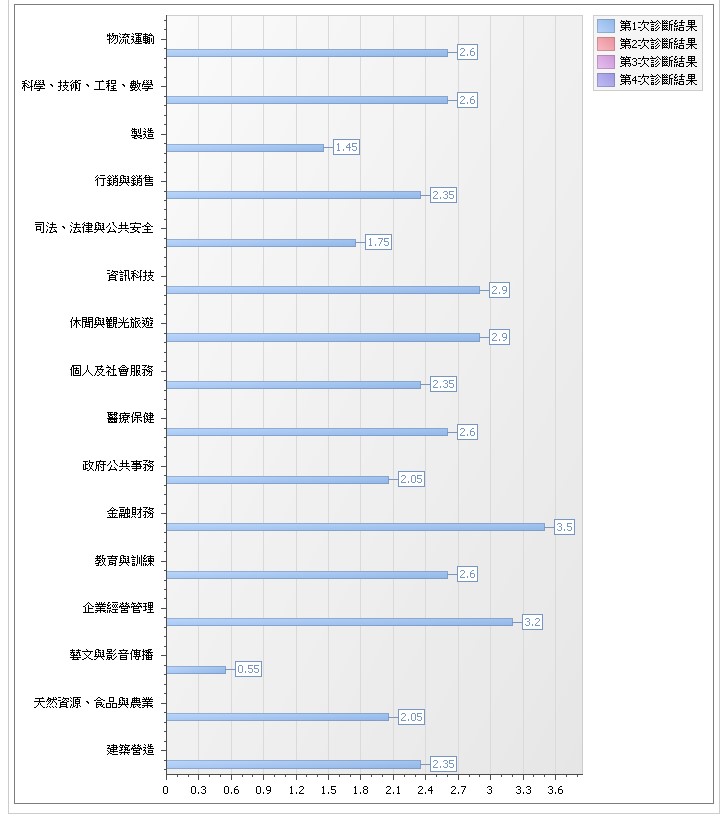 物流運輸
2.6
科學、技術、工程、數學
2.6
製造
1.45
行銷與銷售
2.35
司法、法律與公共安全
1.75
資訊科技
2.9
休閒與觀光旅遊
2.9
個人及社會服務
2.35
醫療保健
2.6
政府公共事務
2.05
金融財務
3.5
教育與訓練
2.6
企業經營管理
3.2
藝文與影音傳播
0.55
天然資源、食品與農業
2.05
建築營造
2.35
0 0.3 0.6 0.9 1.2 1.5 1.8 2.1 2.4 2.7 3 3.3 3.6
第1次診斷結果
第2次診斷結果
第3次診斷結果
第4次診斷結果